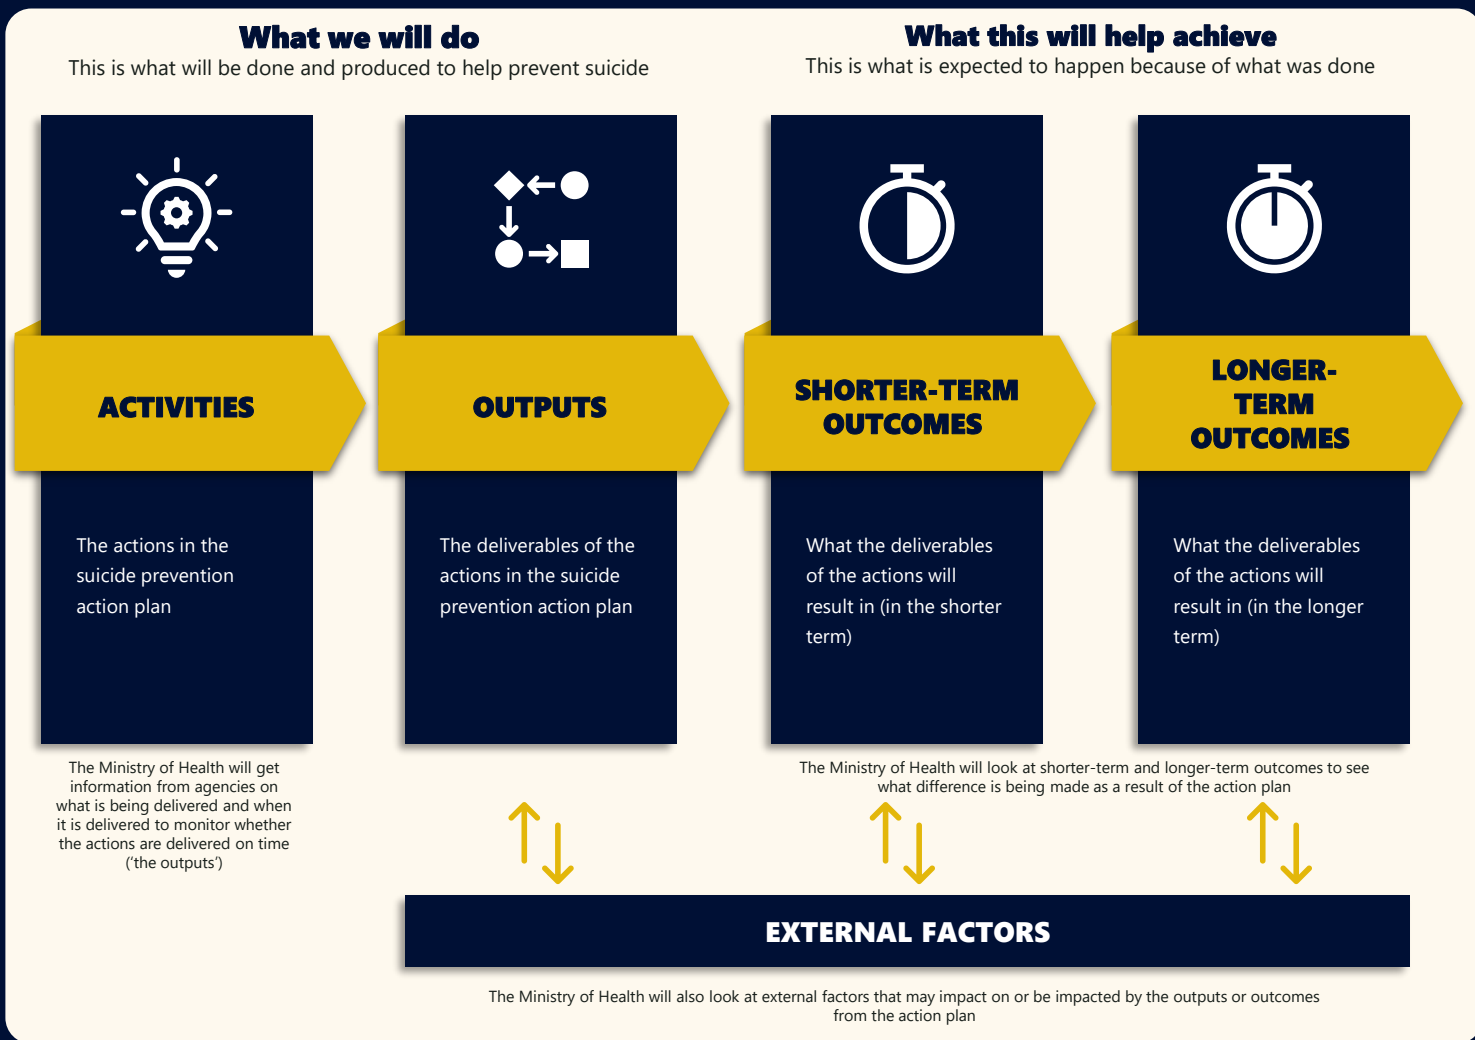 What we will do
This is what will be done and produced to help prevent suicide
What this will help achieve
This is what is expected to happen because of what was done
ACTIVITIES
The actions in the
suicide prevention
action plan
The Ministry of Health will get
information from agencies on
what is being delivered and when
it is delivered to monitor whether
the actions are delivered on time
(‘the outputs’)
OUTPUTS
The deliverables of the
actions in the suicide
prevention action plan
SHORTER-TERM
OUTCOMES
What the deliverables
of the actions will
result in (in the shorter
term)
LONGER-
TERM
OUTCOMES
What the deliverables
of the actions will
result in (in the longer
term)
The Ministry of Health will look at shorter-term and longer-term outcomes to see
what difference is being made as a result of the action plan
EXTERNAL FACTORS
The Ministry of Health will also look at external factors that may impact on or be impacted by the outputs or outcomes
from the action plan